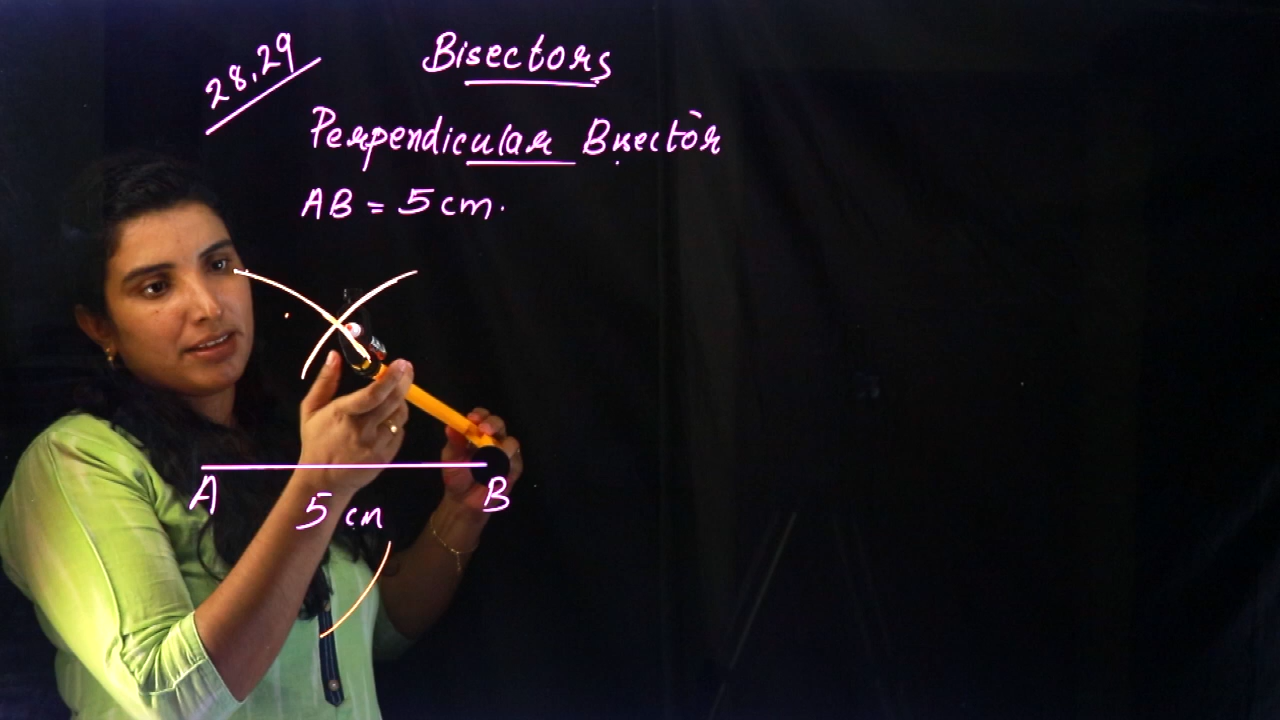 28,29
Bisectors
Perpendicular Bisector
AB = 5 cm.
A B
5 cm